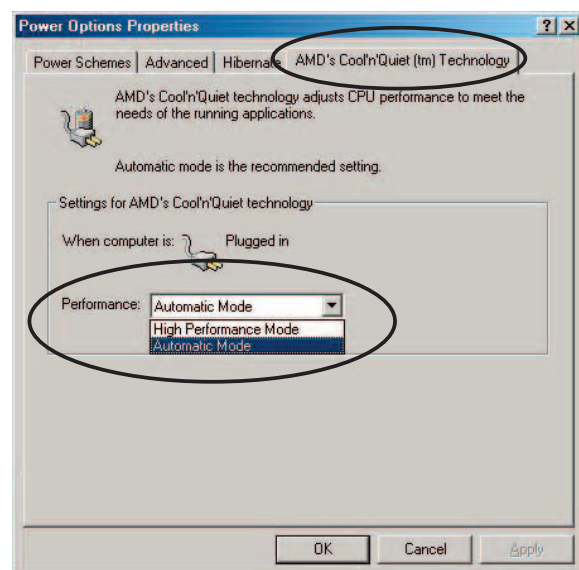 Power Options Properties
Power Schemes Advanced Hibernate AMD's Cool'n'Quiet (tm) Technology
AMD's Cool'n'Quiet technology adjusts CPU performance to meet the
needs of the running applications.
Automatic mode is the recommended setting.
Settings for AMD's Cool'n'Quiet technology
When computer is: Plugged in
Performance: Automatic Mode
High Performance Mode
Automatic Mode
OK Cancel Apply